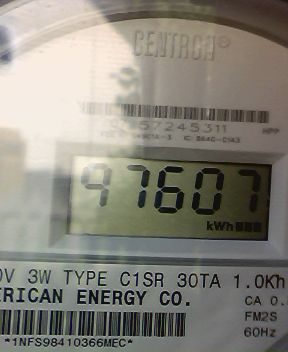 CENTRON®
57245311
HPP
97607
kWh
0V 3W TYPE C1SR 30TA 1.0Kh
ERICAN ENERGY CO.
CA 0.
FM2S
60Hz
*1NFS98410366MEC*